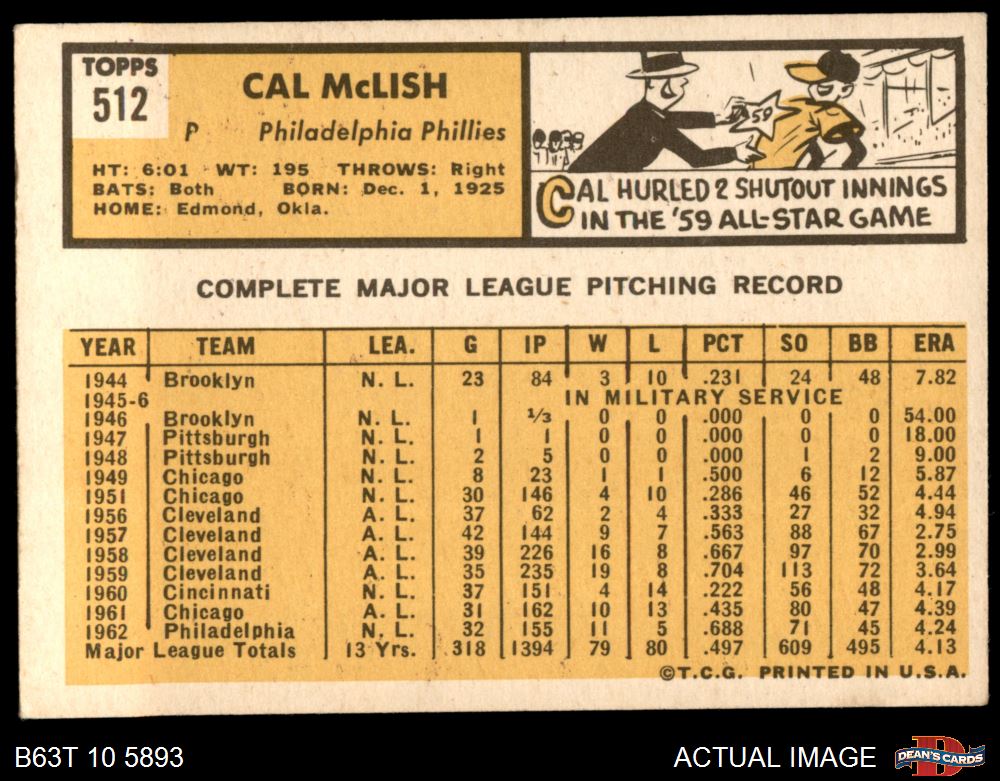 TOPPS
512
CAL McLISH
P Philadelphia Phillies
HT: 6:01 WT: 195 THROWS: Right
BATS: Both BORN: Dec. 1, 1925
HOME: Edmond, Okla.
'59
CAL HURLED 2 SHUTOUT INNINGS
IN THE '59 ALL-STAR GAME
COMPLETE MAJOR LEAGUE PITCHING RECORD
YEAR TEAM LEA. G IP W L PCT SO BB ERA
1944 Brooklyn N. L. 23 84 3 10 .231 24 48 7.82
1945-6 IN MILITARY SERVICE
1946 Brooklyn N. L. 1 1/3 0 0 .000 0 0 54.00
1947 Pittsburgh N. L. 1 1 0 0 .000 0 0 18.00
1948 Pittsburgh N. L. 2 5 0 0 .000 1 2 9.00
1949 Chicago N. L. 8 23 1 1 .500 6 12 5.87
1951 Chicago N. L. 30 146 4 10 .286 46 52 4.44
1956 Cleveland A. L. 37 62 2 4 .333 27 32 4.94
1957 Cleveland A. L. 42 144 9 7 .563 88 67 2.75
1958 Cleveland A. L. 39 226 16 8 .667 97 70 2.99
1959 Cleveland A. L. 35 235 19 8 .704 113 72 3.64
1960 Cincinnati N. L. 37 151 4 14 .222 56 48 4.17
1961 Chicago A. L. 31 162 10 13 .435 80 47 4.39
1962 Philadelphia N. L. 32 155 11 5 .688 71 45 4.24
Major League Totals 13 Yrs. 318 1394 79 80 .497 609 495 4.13
©T.C.G. PRINTED IN U.S.A.
B63T 10 5893 ACTUAL IMAGE DEAN'S CARDS